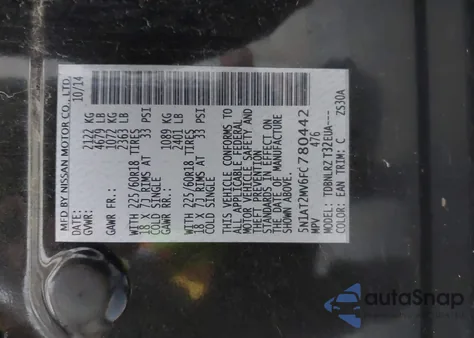 MFD BY NISSAN MOTOR CO., LTD.
DATE: 10/14
GVWR: 2122 KG
4679 LB
GAWR FR.: 1072 KG
2363 LB
WITH 225/60R18 TIRES
18 X 7J RIMS AT 33 PSI
COLD SINGLE
GAWR RR.: 1089 KG
2401 LB
WITH 225/60R18 TIRES
18 X 7J RIMS AT 33 PSI
COLD SINGLE
THIS VEHICLE CONFORMS TO
ALL APPLICABLE FEDERAL
MOTOR VEHICLE SAFETY AND
THEFT PREVENTION
STANDARDS IN EFFECT ON
THE DATE OF MANUFACTURE
SHOWN ABOVE.
5N1AT2MV6FC780442
MPV 476
MODEL: TDBNLRZ
COLOR: EAN TRIM: C ZS30A
autoSnap